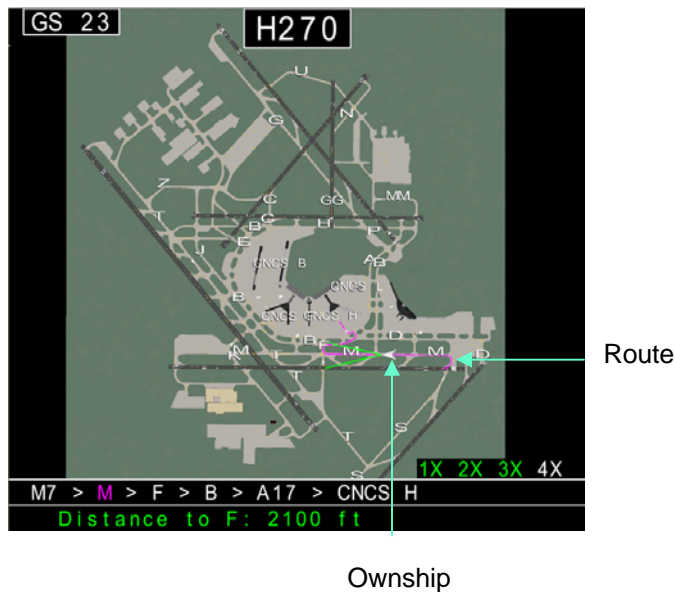 GS 23
H270
U
G
N
Z
MM
C
GG
T
C
B
H
P
E
J
A
B
CNCS B
CNCS L
B
CNCS CNCS H
D
B
F
M
T
M
M
D
K
Route
T
T
S
S
1X 2X 3X 4X
M7 > M > F > B > A17 > CNCS H
Distance to F: 2100 ft
Ownship